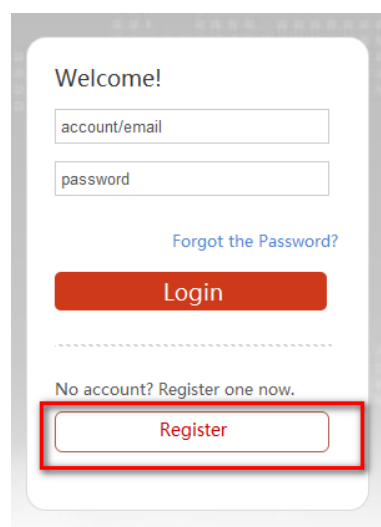 Welcome!
account/email
password
Forgot the Password?
Login
No account? Register one now.
Register